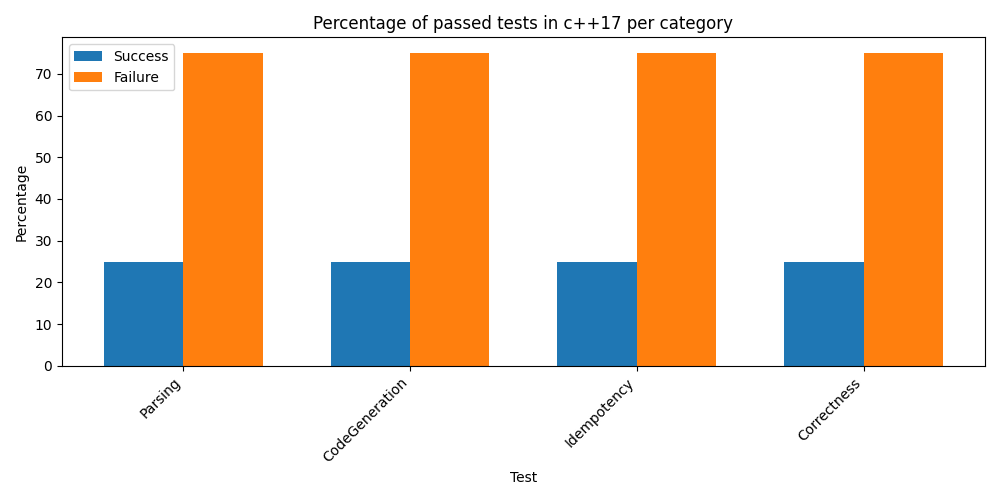 Percentage of passed tests in c++17 per category
Success
Failure
Percentage
70
60
50
40
30
20
10
0
Parsing
CodeGeneration
Idempotency
Correctness
Test